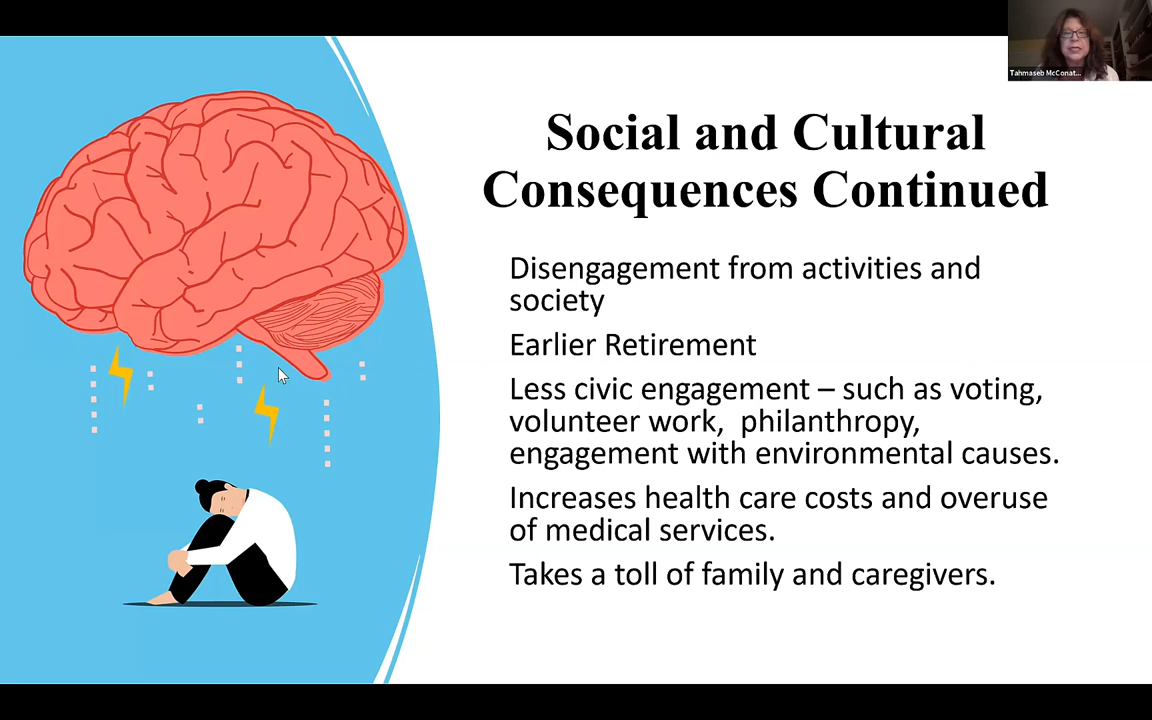 Tahmaseb McConat...
Social and Cultural
Consequences Continued
Disengagement from activities and
society
Earlier Retirement
Less civic engagement – such as voting,
volunteer work,  philanthropy,
engagement with environmental causes.
Increases health care costs and overuse
of medical services.
Takes a toll of family and caregivers.